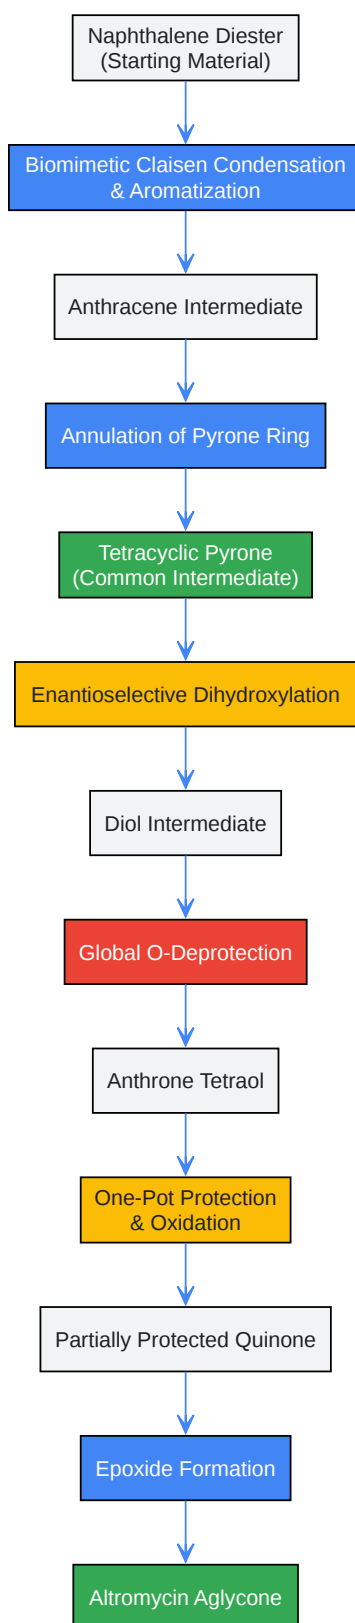 Naphthalene Diester
(Starting Material)
Biomimetic Claisen Condensation
& Aromatization
Anthracene Intermediate
Annulation of Pyrone Ring
Tetracyclic Pyrone
(Common Intermediate)
Enantioselective Dihydroxylation
Diol Intermediate
Global O-Deprotection
Anthrone Tetraol
One-Pot Protection
& Oxidation
Partially Protected Quinone
Epoxide Formation
Altromycin Aglycone